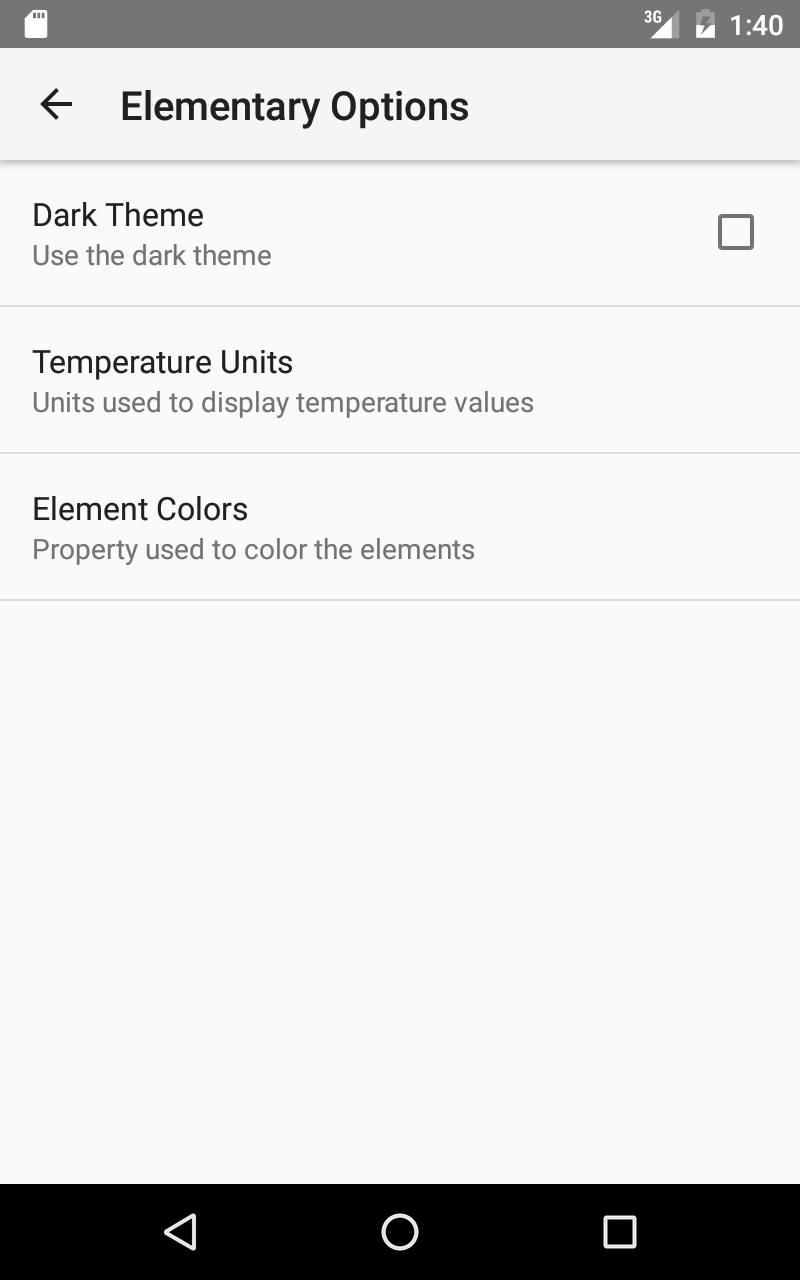 3G 1:40
Elementary Options
Dark Theme
Use the dark theme
Temperature Units
Units used to display temperature values
Element Colors
Property used to color the elements